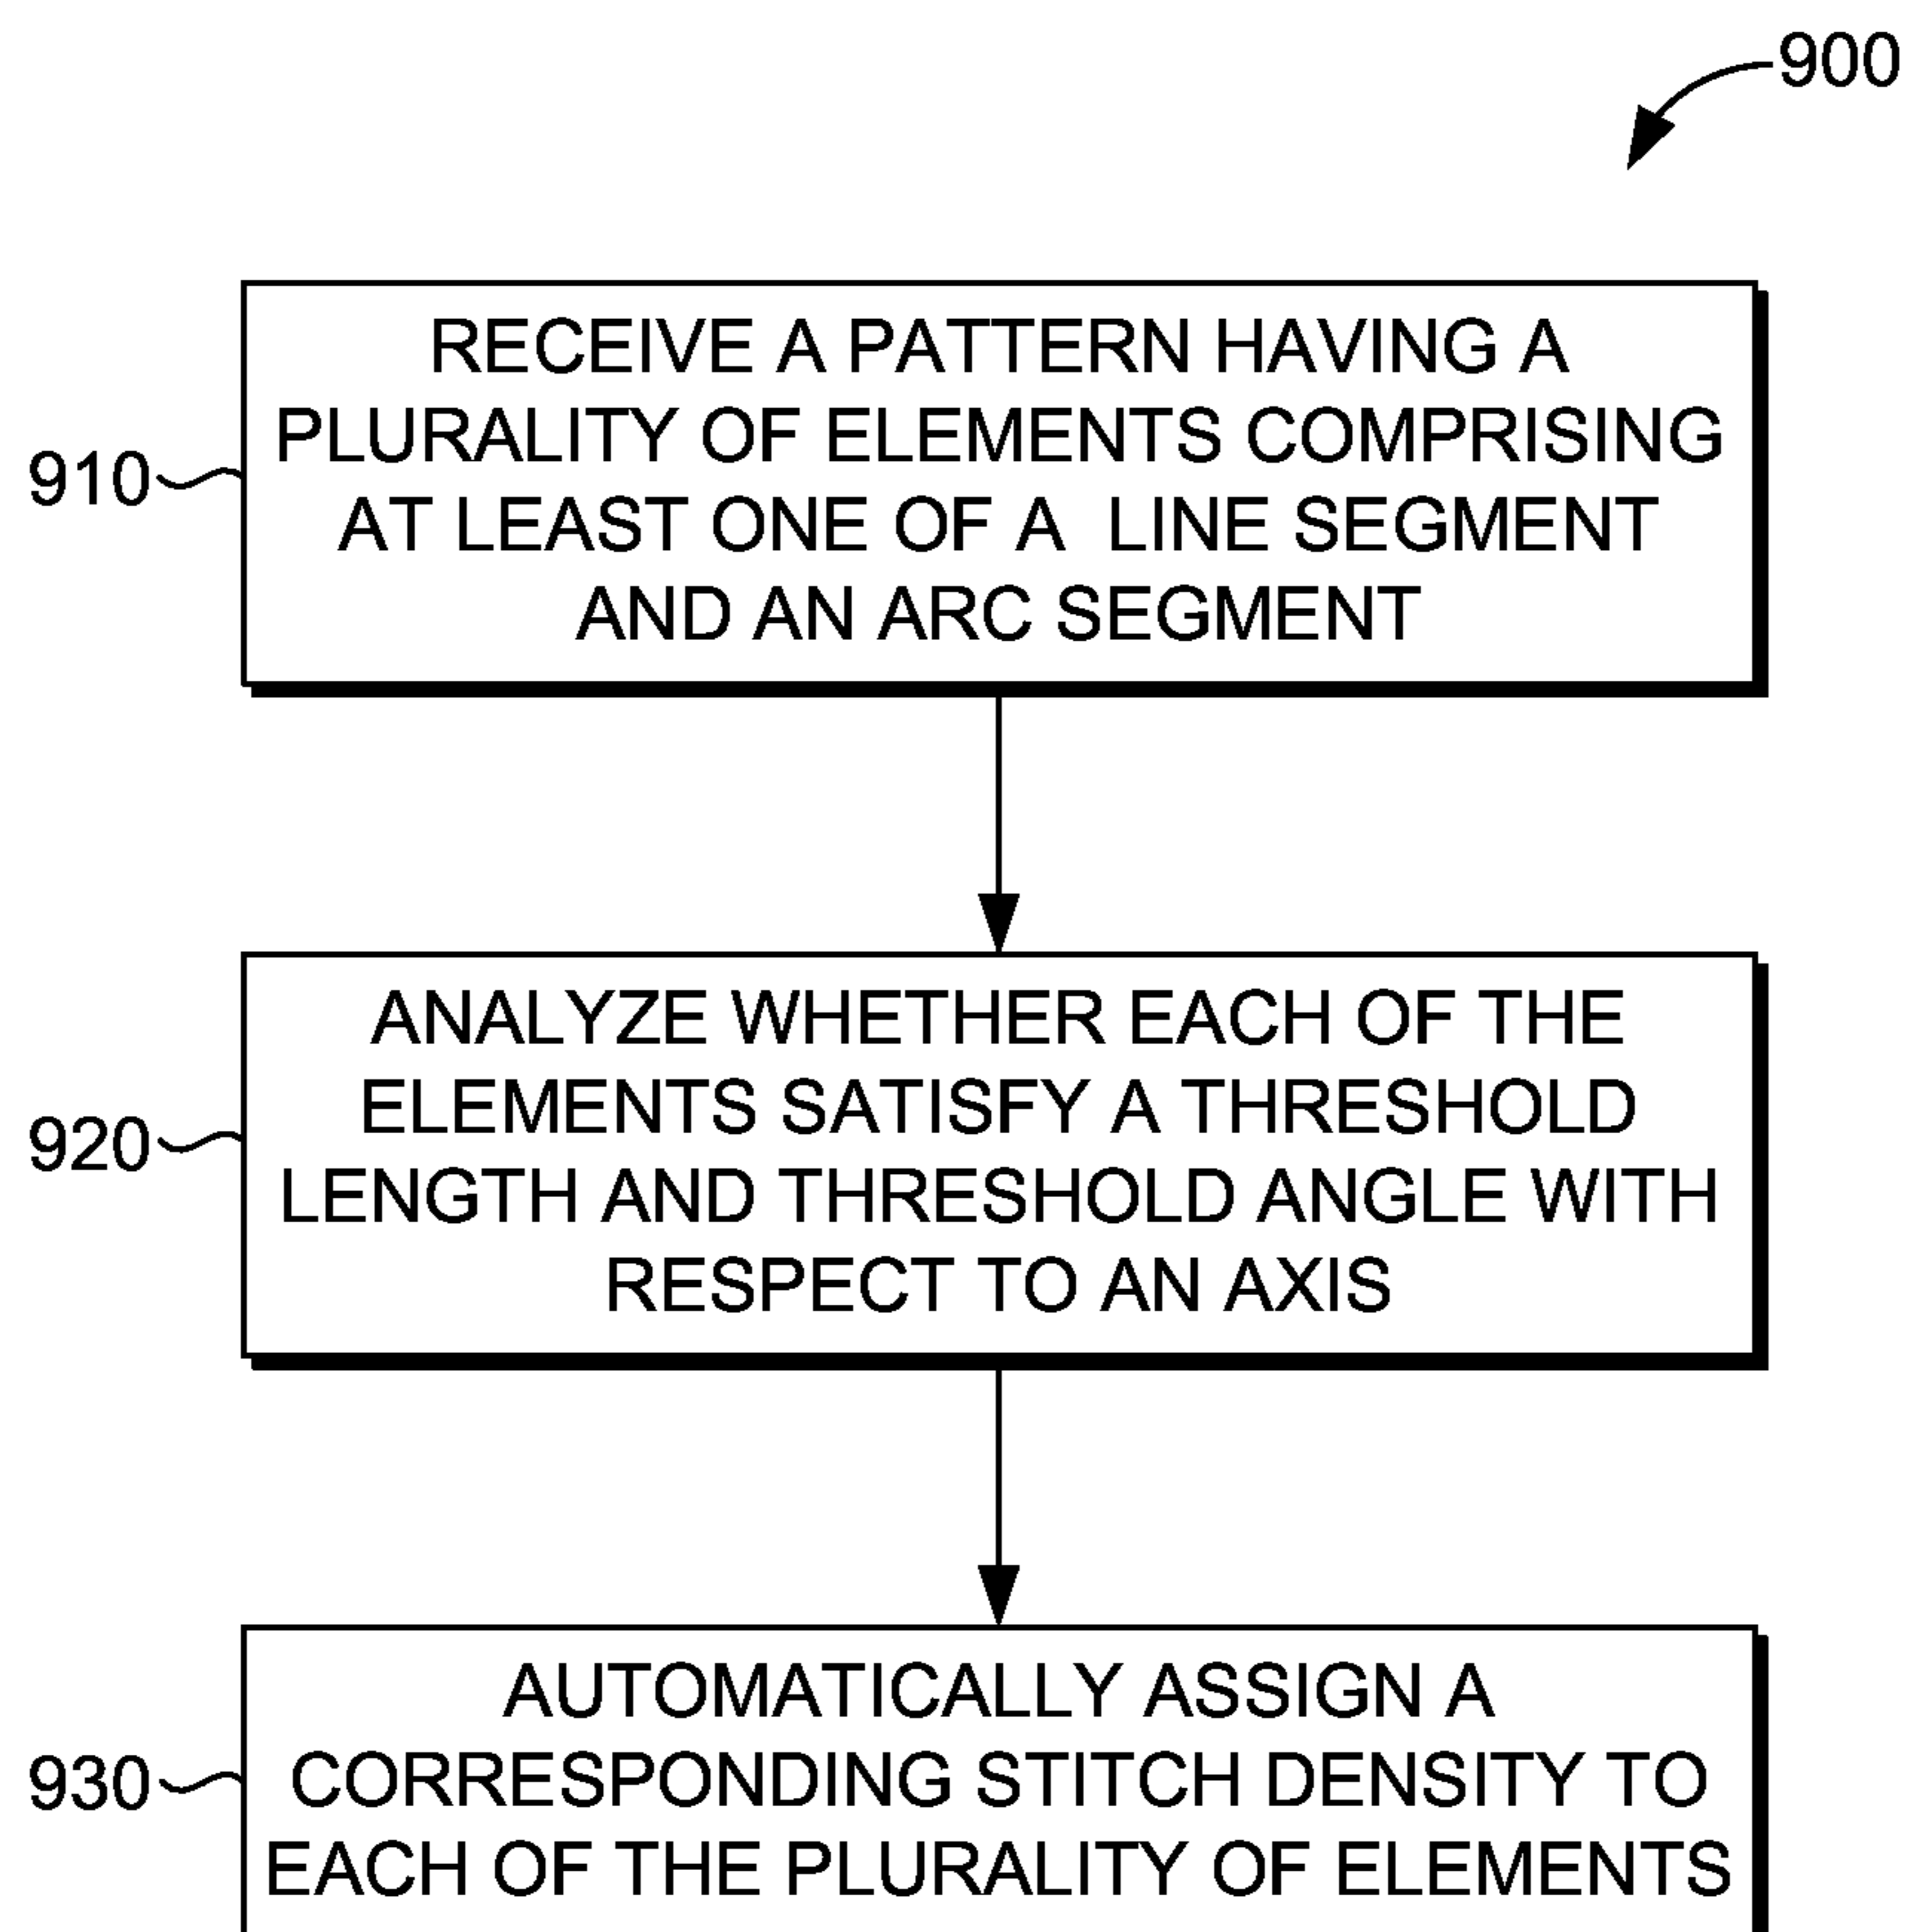 900
RECEIVE A PATTERN HAVING A
PLURALITY OF ELEMENTS COMPRISING
AT LEAST ONE OF A LINE SEGMENT
AND AN ARC SEGMENT
910
ANALYZE WHETHER EACH OF THE
ELEMENTS SATISFY A THRESHOLD
LENGTH AND THRESHOLD ANGLE WITH
RESPECT TO AN AXIS
920
AUTOMATICALLY ASSIGN A
CORRESPONDING STITCH DENSITY TO
EACH OF THE PLURALITY OF ELEMENTS
930